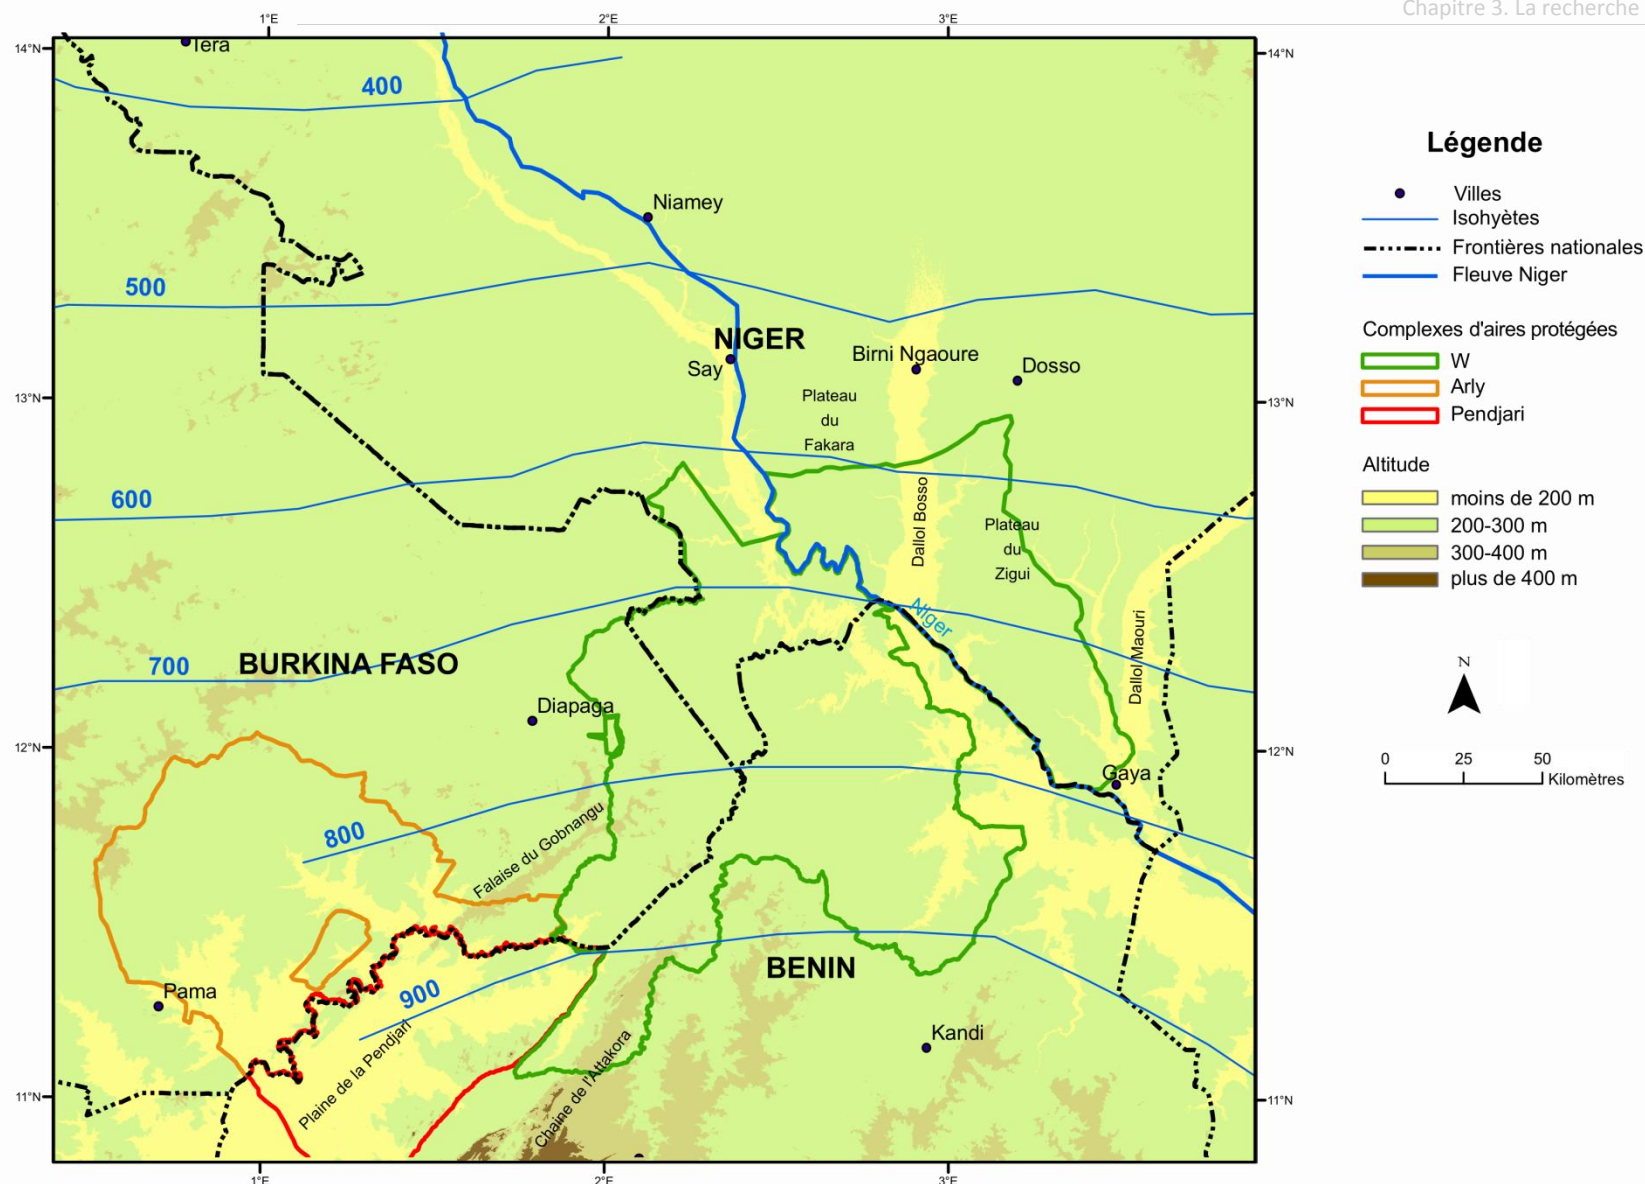 Chapitre 3. La recherche
1°E
2°E
3°E
14°N
14°N
Tera
400
Niamey
500
NIGER
Say
Birni Ngaoure
Dosso
13°N
13°N
Plateau
du
Fakara
600
Dallol Bosso
Plateau
du
Zigui
Niger
Dallol Maouri
BURKINA FASO
700
Diapaga
12°N
12°N
Gaya
800
Falaise du Gobnangu
BENIN
Pama
900
Kandi
Plaine de la Pendjari
Chaine de l'Attakora
11°N
11°N
1°E
2°E
3°E
Légende
Villes
Isohyètes
Frontières nationales
Fleuve Niger
Complexes d'aires protégées
W
Arly
Pendjari
Altitude
moins de 200 m
200-300 m
300-400 m
plus de 400 m
N
0 25 50
Kilomètres